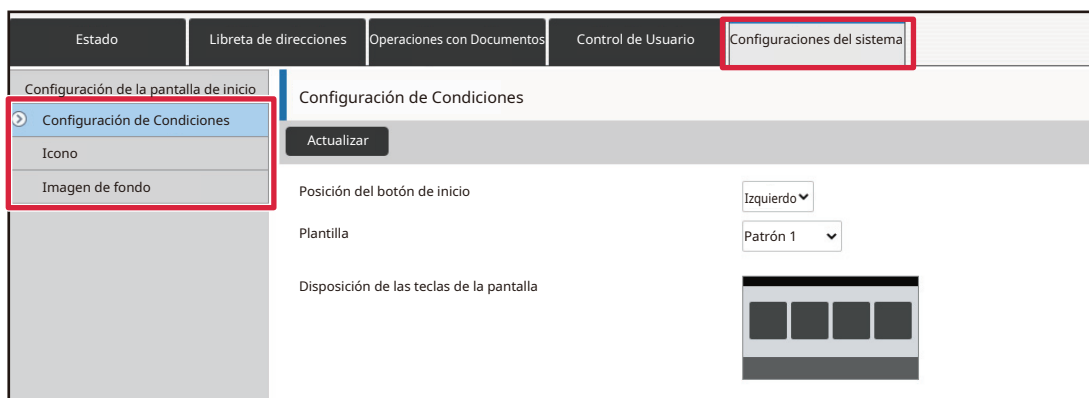 Estado
Libreta de direcciones
Operaciones con Documentos
Control de Usuario
Configuraciones del sistema
Configuración de la pantalla de inicio
Configuración de Condiciones
Icono
Imagen de fondo
Configuración de Condiciones
Actualizar
Posición del botón de inicio
Izquierdo
Plantilla
Patrón 1
Disposición de las teclas de la pantalla